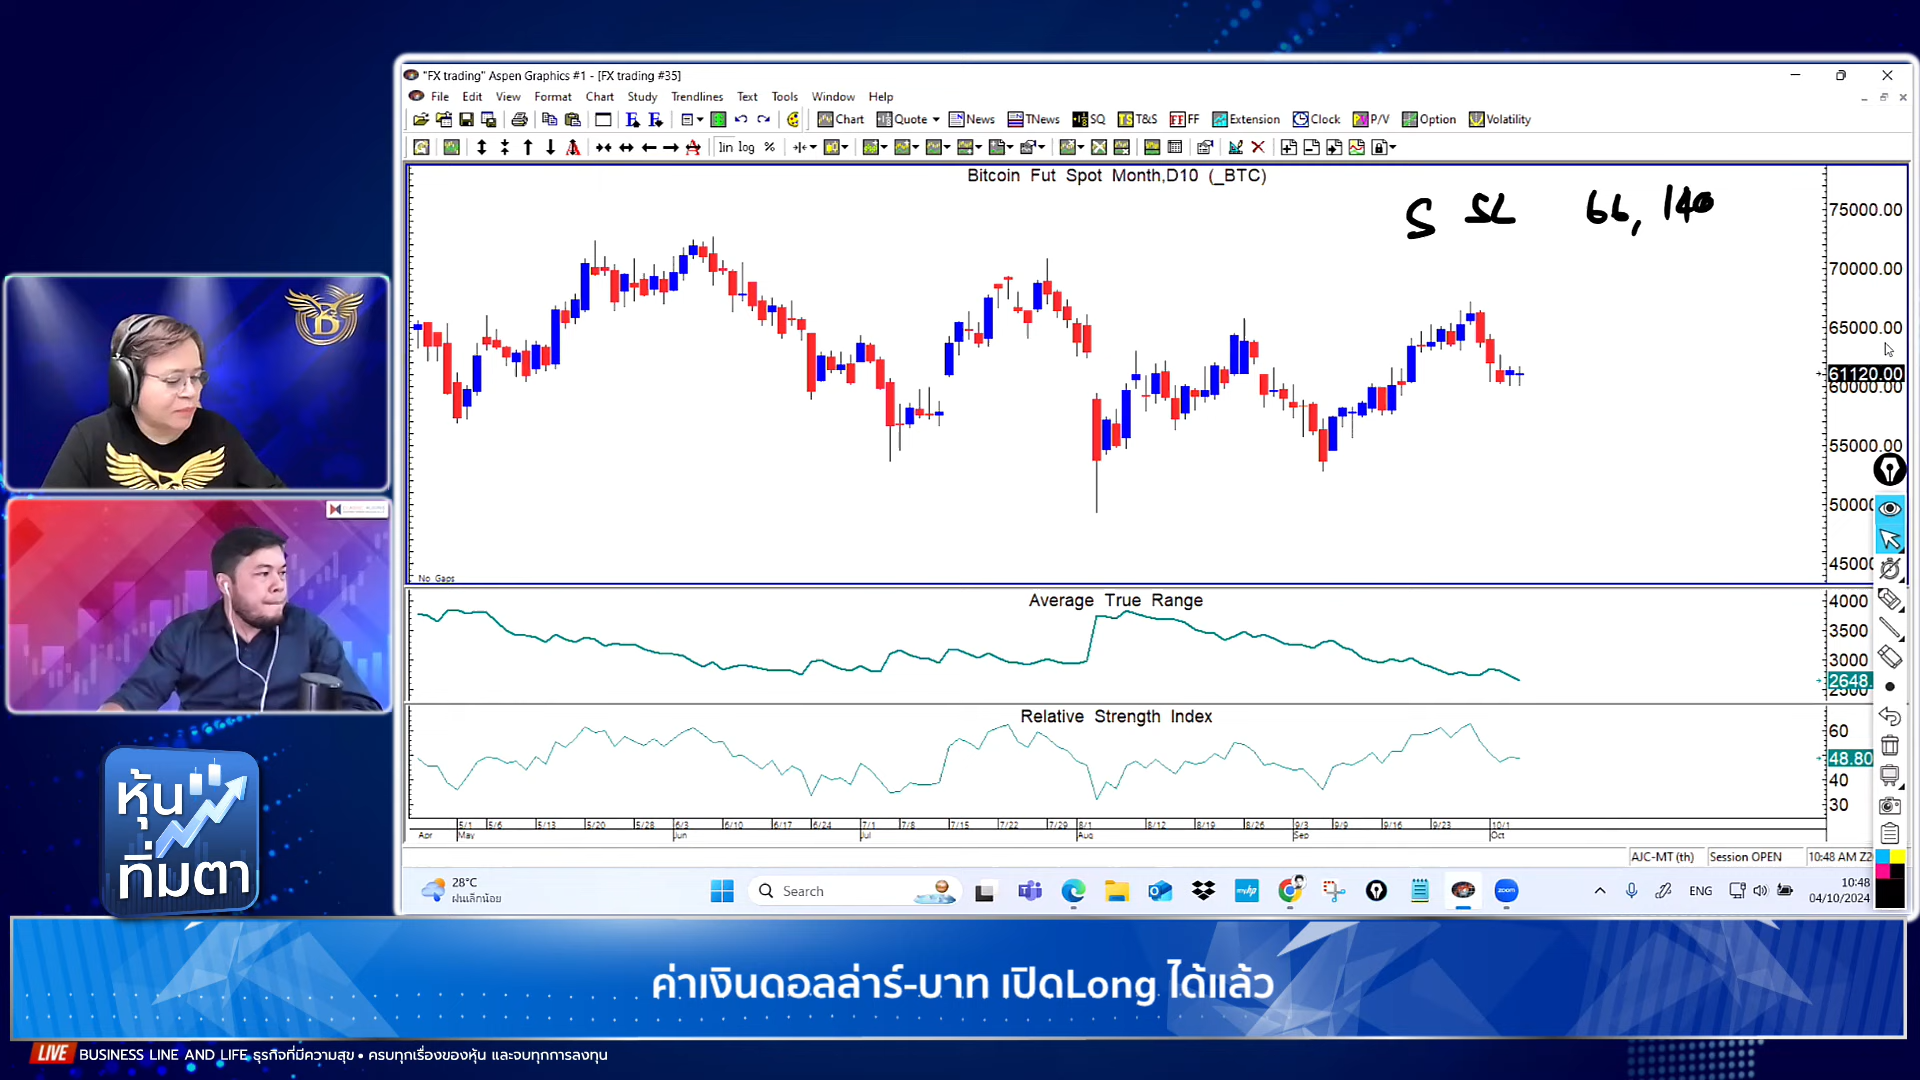 "FX trading" Aspen Graphics #1 - [FX trading #35]
File Edit View Format Chart Study Trendlines Text Tools Window Help
Chart Quote News TNews SQ T&S FF Extension Clock P/V Option Volatility
lin log %
Bitcoin Fut Spot Month,D10 (_BTC)
S SL 66, 140
75000.00
70000.00
65000.00
61120.00
60000.00
55000.00
50000
45000
No Gaps
Average True Range
4000
3500
3000
2648.
2500
Relative Strength Index
60
48.80
40
30
5/1 5/6 5/13 5/20 5/28 6/3 6/10 6/17 6/24 7/1 7/8 7/15 7/22 7/29 8/1 8/12 8/19 8/26 9/3 9/9 9/16 9/23 10/1
Apr May Jun Jul Aug Sep Oct
AJC-MT (th) Session OPEN 10:48 AM Z2
28°C
ฝนเล็กน้อย
Search
ENG
10:48
04/10/2024
หุ้น
ทิ่มตา
ค่าเงินดอลล่าร์-บาท เปิดLong ได้แล้ว
LIVE BUSINESS LINE AND LIFE ธุรกิจที่มีความสุข • ครบทุกเรื่องของหุ้น และจบทุกการลงทุน